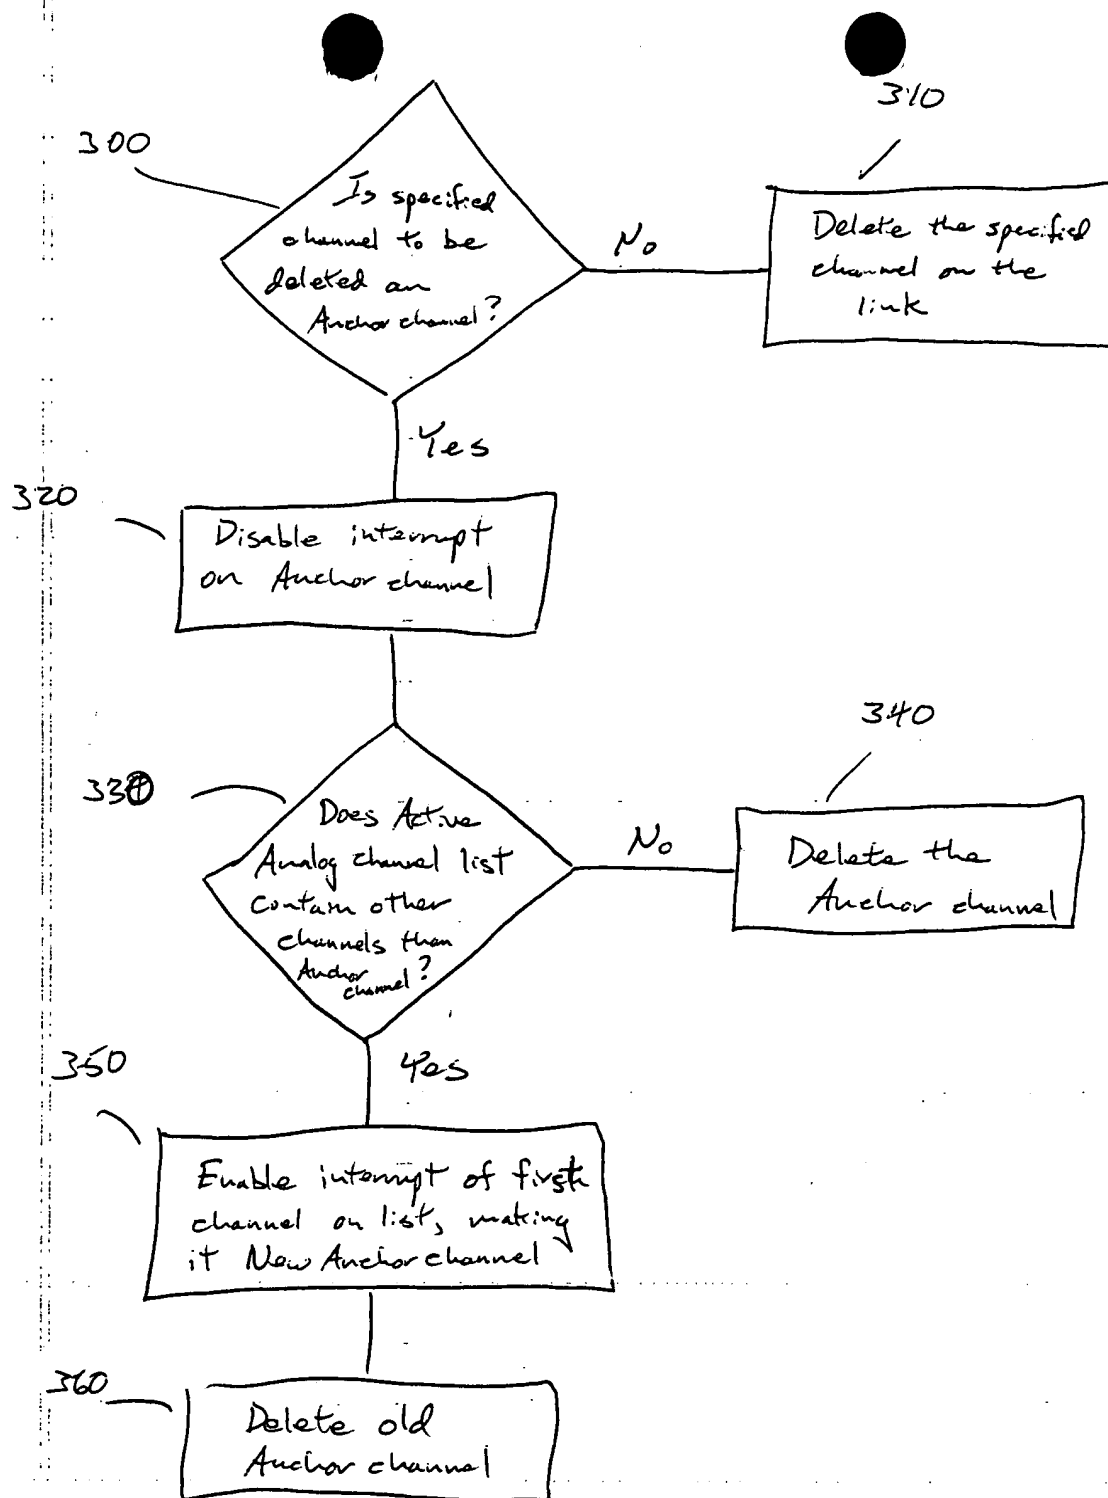 310
300
Is specified
channel to be
deleted an
Anchor channel?
No
Delete the specified
channel on the
link
Yes
320
Disable interrupt
on Anchor channel
340
330
Does Active
Analog channel list
contain other
channels than
Anchor
channel?
No
Delete the
Anchor channel
350
Yes
Enable interrupt of first
channel on list, making
it New Anchor channel
360
Delete old
Anchor channel